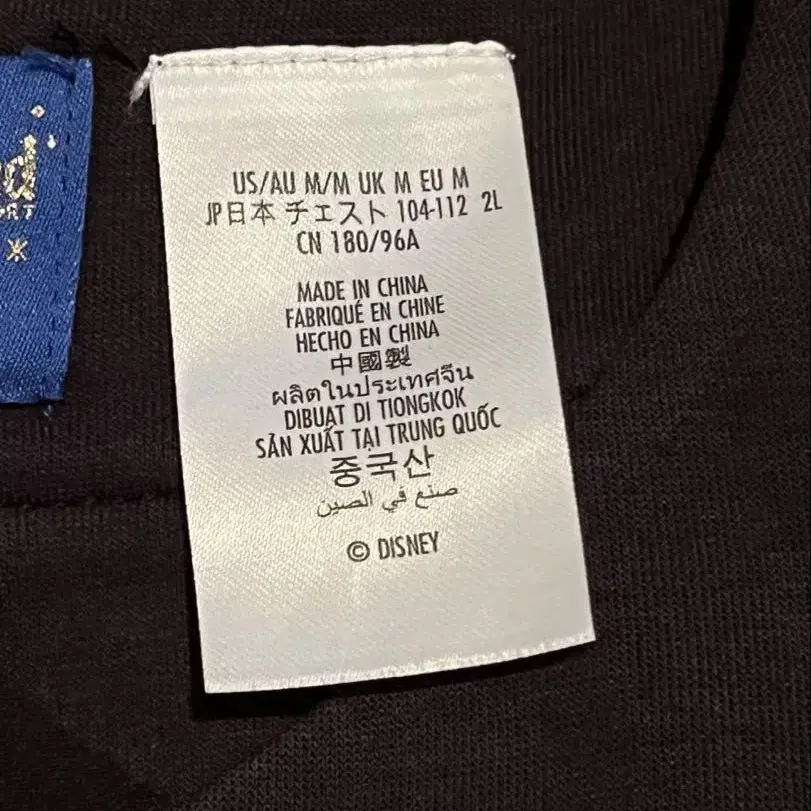 US/AU M/M UK M EU M
JP日本 チェスト 104-112 2L
CN 180/96A
MADE IN CHINA
FABRIQUÉ EN CHINE
HECHO EN CHINA
中國製
ผลิตในประเทศจีน
DIBUAT DI TIONGKOK
SẢN XUẤT TẠI TRUNG QUỐC
중국산
صنع في الصين
© DISNEY